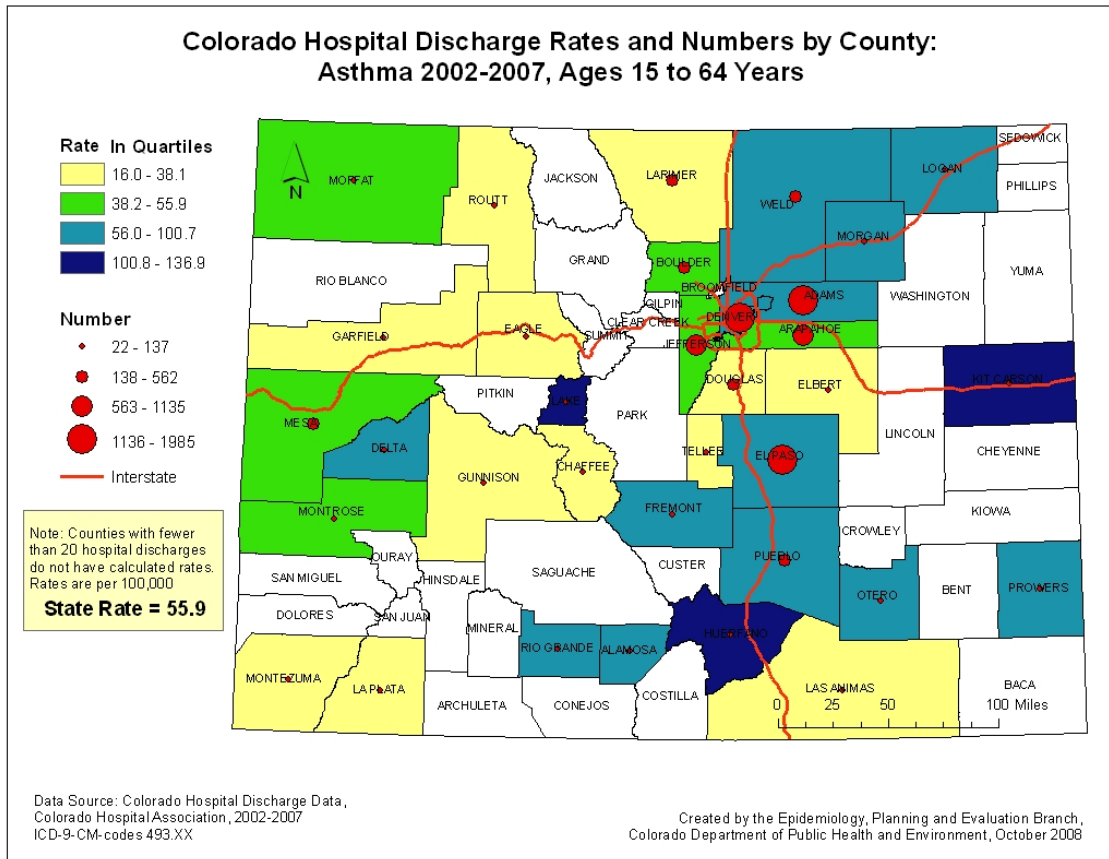 Colorado Hospital Discharge Rates and Numbers by County:
Asthma 2002-2007, Ages 15 to 64 Years
Rate In Quartiles
16.0 - 38.1
38.2 - 55.9
56.0 - 100.7
100.8 - 136.9
Number
22 - 137
138 - 562
563 - 1135
1136 - 1985
Interstate
Note: Counties with fewer
than 20 hospital discharges
do not have calculated rates.
Rates are per 100,000
State Rate = 55.9
N
MOFFAT
ROUTT
JACKSON
LARIMER
WELD
LOGAN
SEDGWICK
PHILLIPS
MORGAN
YUMA
WASHINGTON
RIO BLANCO
GRAND
BOULDER
BROOMFIELD
GILPIN
CLEAR CREEK
ADAMS
DENVER
ARAPAHOE
JEFFERSON
GARFIELD
EAGLE
SUMMIT
DOUGLAS
ELBERT
KIT CARSON
PITKIN
LAKE
PARK
LINCOLN
MESA
DELTA
GUNNISON
CHAFFEE
TELLER
EL PASO
CHEYENNE
MONTROSE
FREMONT
KIOWA
CROWLEY
OURAY
SAN MIGUEL
HINSDALE
SAGUACHE
CUSTER
PUEBLO
OTERO
BENT
PROWERS
DOLORES
SAN JUAN
MINERAL
RIO GRANDE
ALAMOSA
HUERFANO
MONTEZUMA
LA PLATA
ARCHULETA
CONEJOS
COSTILLA
LAS ANIMAS
BACA
0 25 50 100 Miles
Data Source: Colorado Hospital Discharge Data,
Colorado Hospital Association, 2002-2007
ICD-9-CM-codes 493.XX
Created by the Epidemiology, Planning and Evaluation Branch,
Colorado Department of Public Health and Environment, October 2008